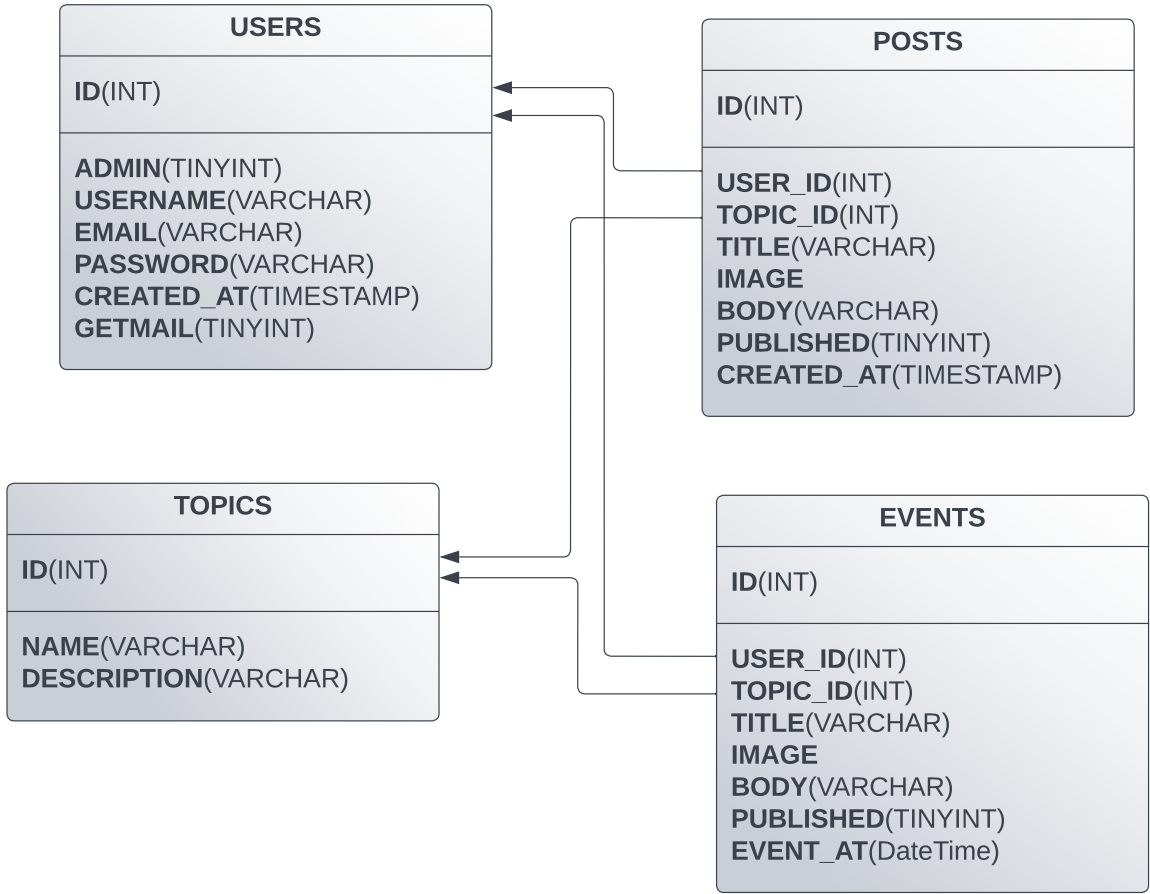 USERS
ID(INT)
ADMIN(TINYINT)
USERNAME(VARCHAR)
EMAIL(VARCHAR)
PASSWORD(VARCHAR)
CREATED_AT(TIMESTAMP)
GETMAIL(TINYINT)
POSTS
ID(INT)
USER_ID(INT)
TOPIC_ID(INT)
TITLE(VARCHAR)
IMAGE
BODY(VARCHAR)
PUBLISHED(TINYINT)
CREATED_AT(TIMESTAMP)
TOPICS
ID(INT)
NAME(VARCHAR)
DESCRIPTION(VARCHAR)
EVENTS
ID(INT)
USER_ID(INT)
TOPIC_ID(INT)
TITLE(VARCHAR)
IMAGE
BODY(VARCHAR)
PUBLISHED(TINYINT)
EVENT_AT(DateTime)